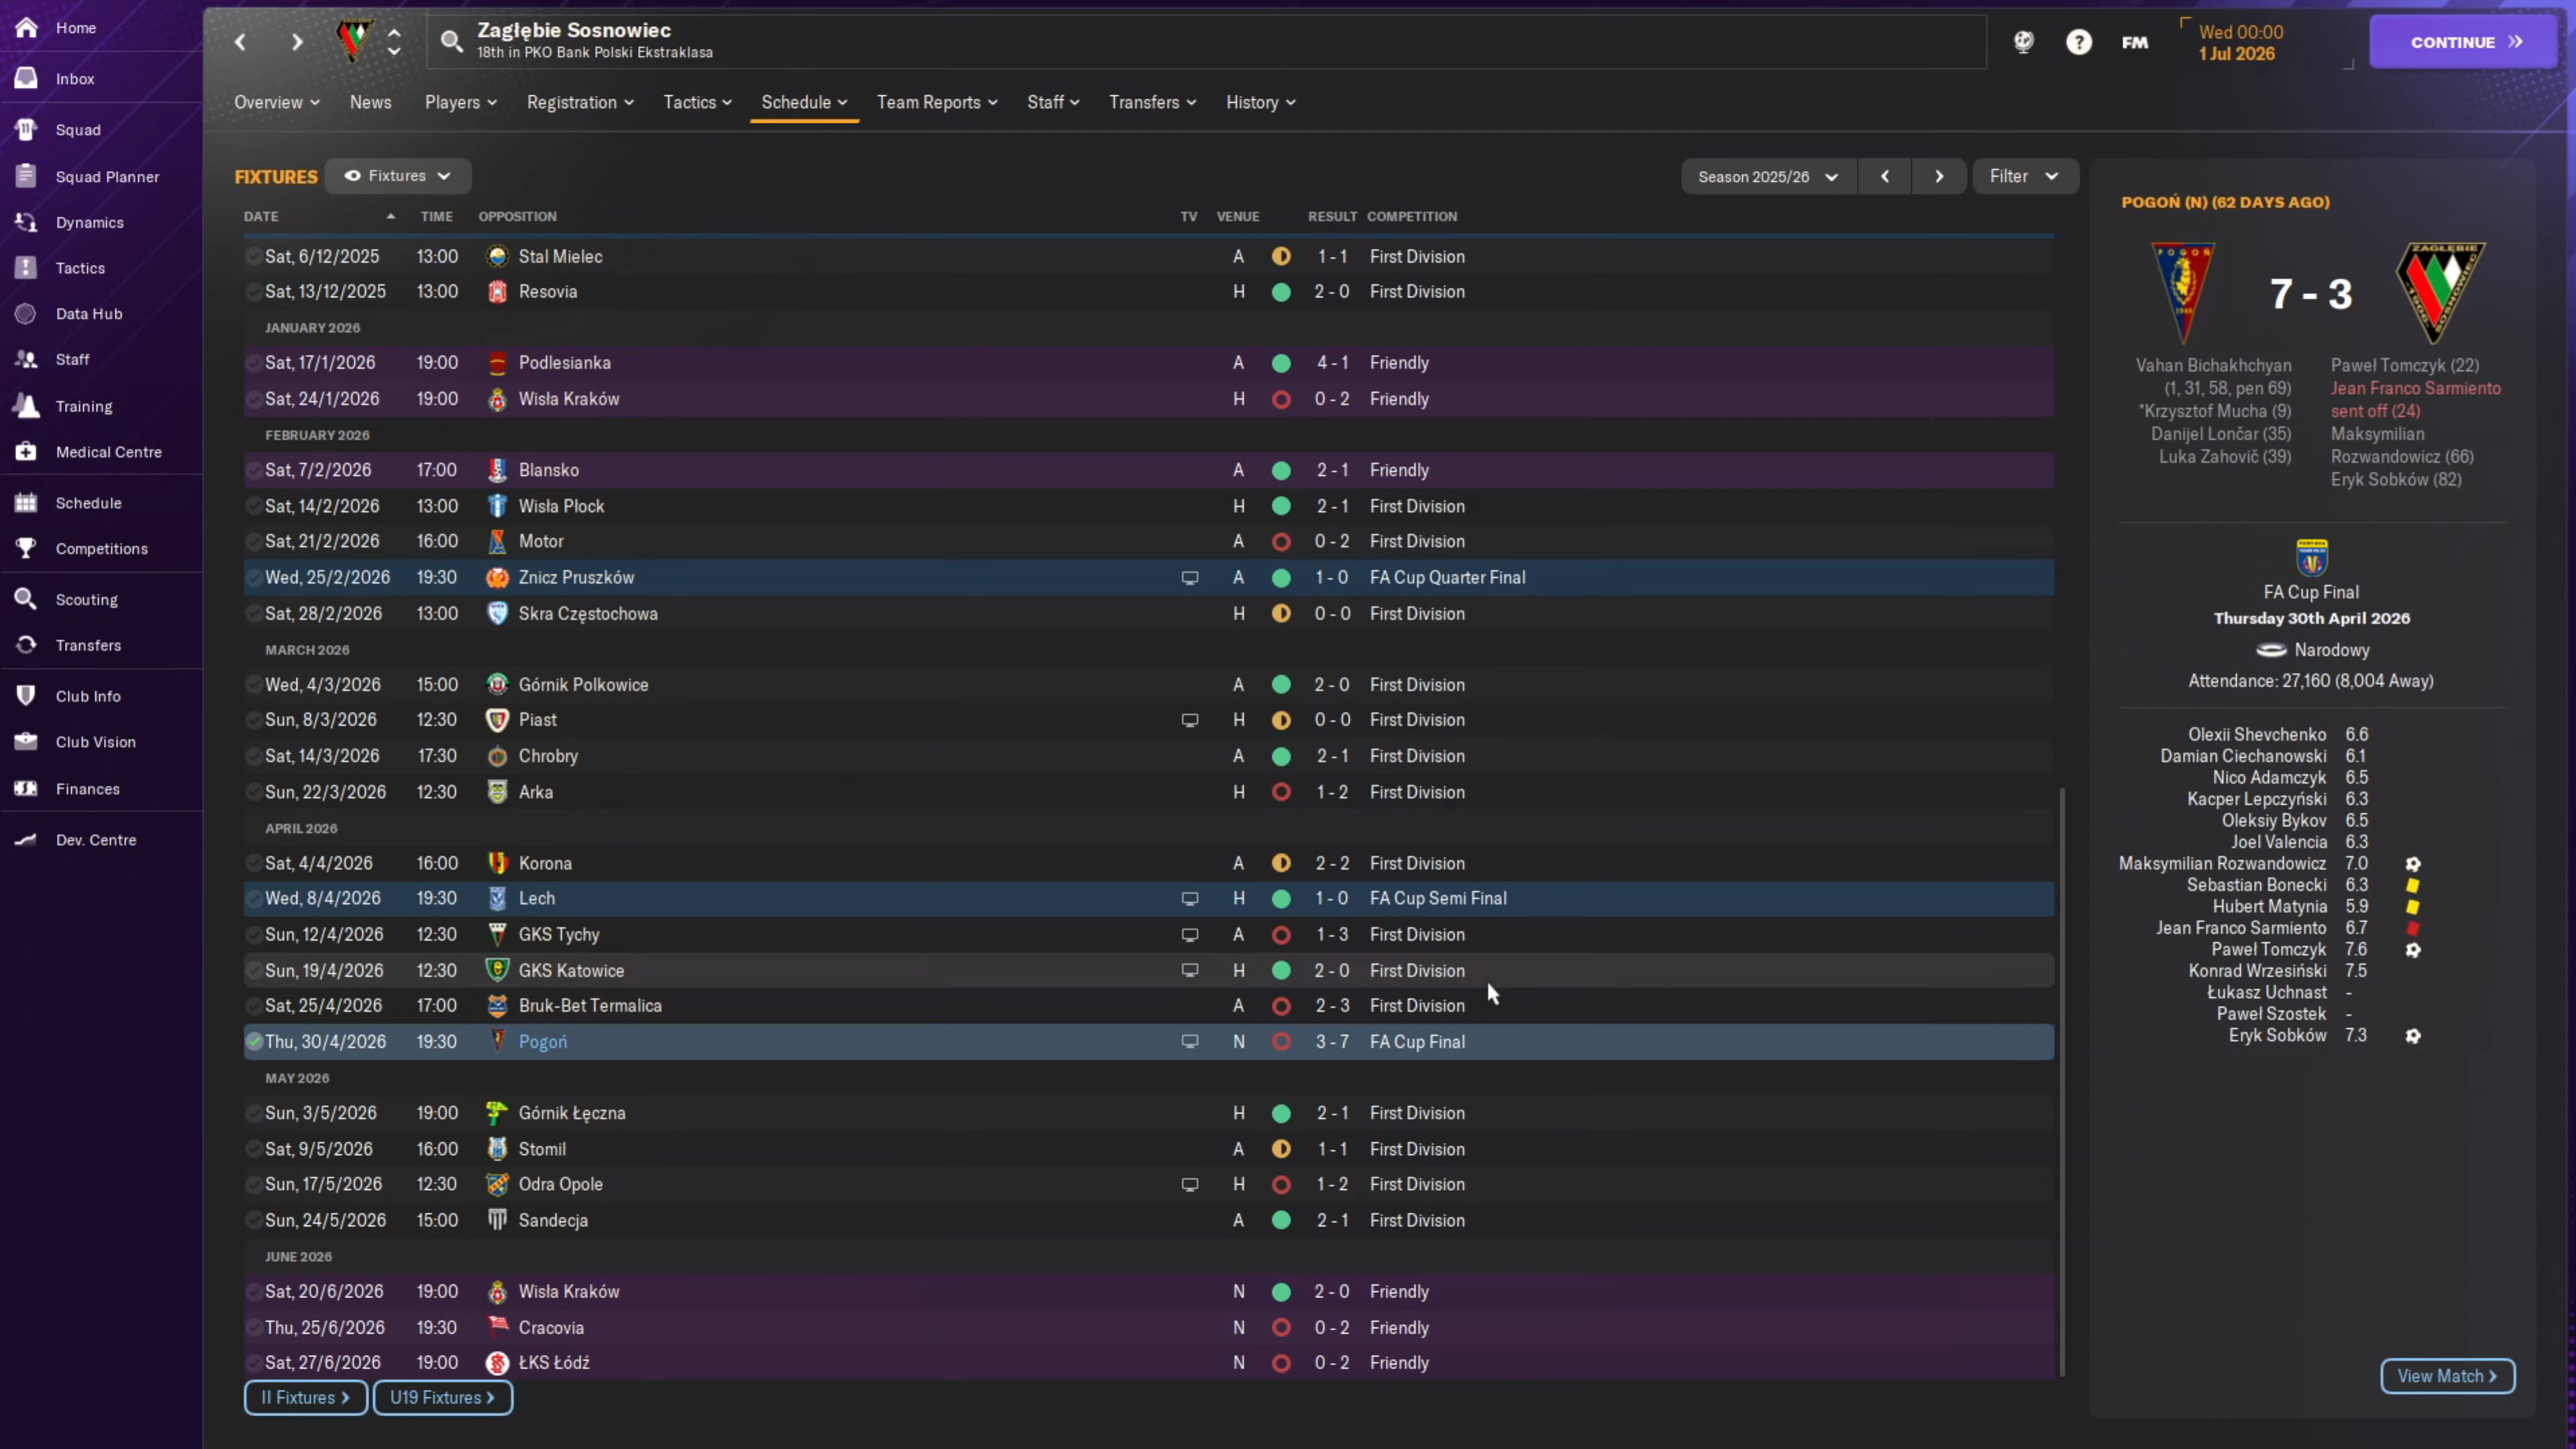 Home
Inbox
Squad
Squad Planner
Dynamics
Tactics
Data Hub
Staff
Training
Medical Centre
Schedule
Competitions
Scouting
Transfers
Club Info
Club Vision
Finances
Dev. Centre
Zagłębie Sosnowiec
18th in PKO Bank Polski Ekstraklasa
FM
Wed 00:00
1 Jul 2026
CONTINUE
Overview News Players Registration Tactics Schedule Team Reports Staff Transfers History
FIXTURES Fixtures Season 2025/26 Filter
DATE TIME OPPOSITION TV VENUE RESULT COMPETITION
Sat, 6/12/2025 13:00 Stal Mielec A 1 - 1 First Division
Sat, 13/12/2025 13:00 Resovia H 2 - 0 First Division
JANUARY 2026
Sat, 17/1/2026 19:00 Podlesianka A 4 - 1 Friendly
Sat, 24/1/2026 19:00 Wisła Kraków H 0 - 2 Friendly
FEBRUARY 2026
Sat, 7/2/2026 17:00 Blansko A 2 - 1 Friendly
Sat, 14/2/2026 13:00 Wisła Płock H 2 - 1 First Division
Sat, 21/2/2026 16:00 Motor A 0 - 2 First Division
Wed, 25/2/2026 19:30 Znicz Pruszków A 1 - 0 FA Cup Quarter Final
Sat, 28/2/2026 13:00 Skra Częstochowa H 0 - 0 First Division
MARCH 2026
Wed, 4/3/2026 15:00 Górnik Polkowice A 2 - 0 First Division
Sun, 8/3/2026 12:30 Piast H 0 - 0 First Division
Sat, 14/3/2026 17:30 Chrobry A 2 - 1 First Division
Sun, 22/3/2026 12:30 Arka H 1 - 2 First Division
APRIL 2026
Sat, 4/4/2026 16:00 Korona A 2 - 2 First Division
Wed, 8/4/2026 19:30 Lech H 1 - 0 FA Cup Semi Final
Sun, 12/4/2026 12:30 GKS Tychy A 1 - 3 First Division
Sun, 19/4/2026 12:30 GKS Katowice H 2 - 0 First Division
Sat, 25/4/2026 17:00 Bruk-Bet Termalica A 2 - 3 First Division
Thu, 30/4/2026 19:30 Pogoń N 3 - 7 FA Cup Final
MAY 2026
Sun, 3/5/2026 19:00 Górnik Łęczna H 2 - 1 First Division
Sat, 9/5/2026 16:00 Stomil A 1 - 1 First Division
Sun, 17/5/2026 12:30 Odra Opole H 1 - 2 First Division
Sun, 24/5/2026 15:00 Sandecja A 2 - 1 First Division
JUNE 2026
Sat, 20/6/2026 19:00 Wisła Kraków N 2 - 0 Friendly
Thu, 25/6/2026 19:30 Cracovia N 0 - 2 Friendly
Sat, 27/6/2026 19:00 ŁKS Łódź N 0 - 2 Friendly
II Fixtures U19 Fixtures
POGOŃ (N) (62 DAYS AGO)
POGOŃ
1948
7 - 3
ZAGŁĘBIE
1906 SOSNOWIEC
Vahan Bichakhchyan
(1, 31, 58, pen 69)
*Krzysztof Mucha (9)
Danijel Lončar (35)
Luka Zahovič (39)
Paweł Tomczyk (22)
Jean Franco Sarmiento
sent off (24)
Maksymilian
Rozwandowicz (66)
Eryk Sobków (82)
FA Cup Final
Thursday 30th April 2026
Narodowy
Attendance: 27,160 (8,004 Away)
Olexii Shevchenko 6.6
Damian Ciechanowski 6.1
Nico Adamczyk 6.5
Kacper Lepczyński 6.3
Oleksiy Bykov 6.5
Joel Valencia 6.3
Maksymilian Rozwandowicz 7.0
Sebastian Bonecki 6.3
Hubert Matynia 5.9
Jean Franco Sarmiento 6.7
Paweł Tomczyk 7.6
Konrad Wrzesiński 7.5
Łukasz Uchnast -
Paweł Szostek -
Eryk Sobków 7.3
View Match